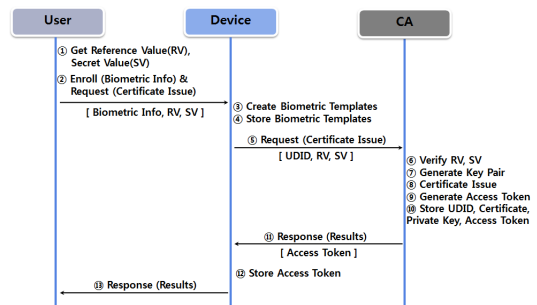 User
Device
CA
① Get Reference Value(RV),
Secret Value(SV)
② Enroll (Biometric Info) &
Request (Certificate Issue)
[ Biometric Info, RV, SV ]
③ Create Biometric Templates
④ Store Biometric Templates
⑤ Request (Certificate Issue)
[ UDID, RV, SV ]
⑥ Verify RV, SV
⑦ Generate Key Pair
⑧ Certificate Issue
⑨ Generate Access Token
⑩ Store UDID, Certificate,
Private Key, Access Token
⑪ Response (Results)
[ Access Token ]
⑫ Store Access Token
⑬ Response (Results)